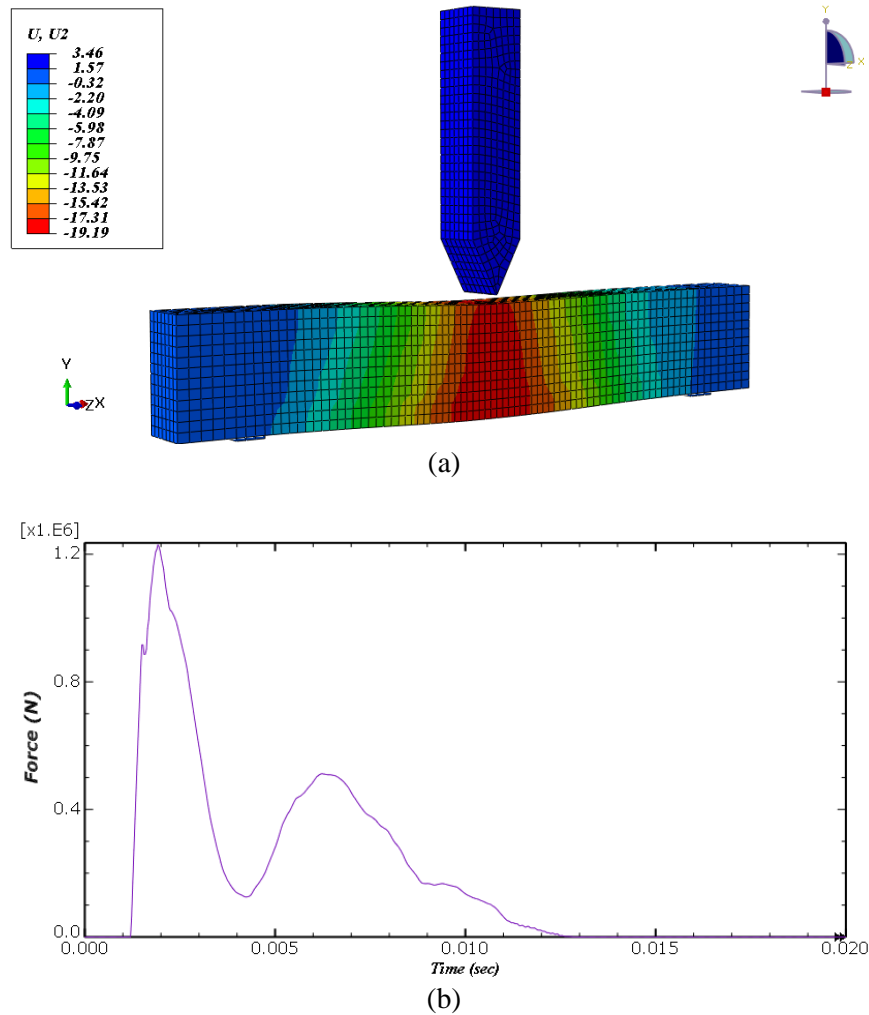 U, U2
3.46
1.57
-0.32
-2.20
-4.09
-5.98
-7.87
-9.75
-11.64
-13.53
-15.42
-17.31
-19.19
Y
X
Z
Y
Z X
(a)
[x1.E6]
1.2
0.8
0.4
0.0
Force (N)
0.000 0.005 0.010 0.015 0.020
Time (sec)
(b)